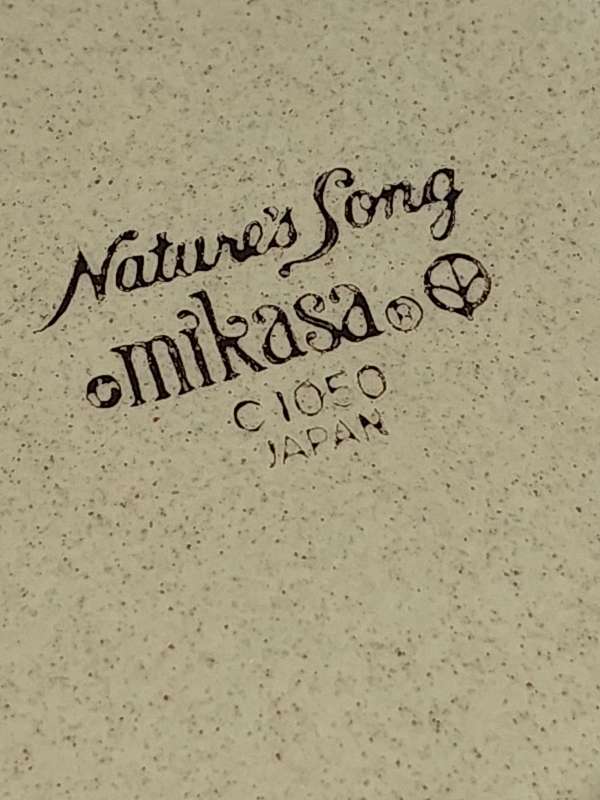 Nature's Song
mikasa ®
C1050
JAPAN